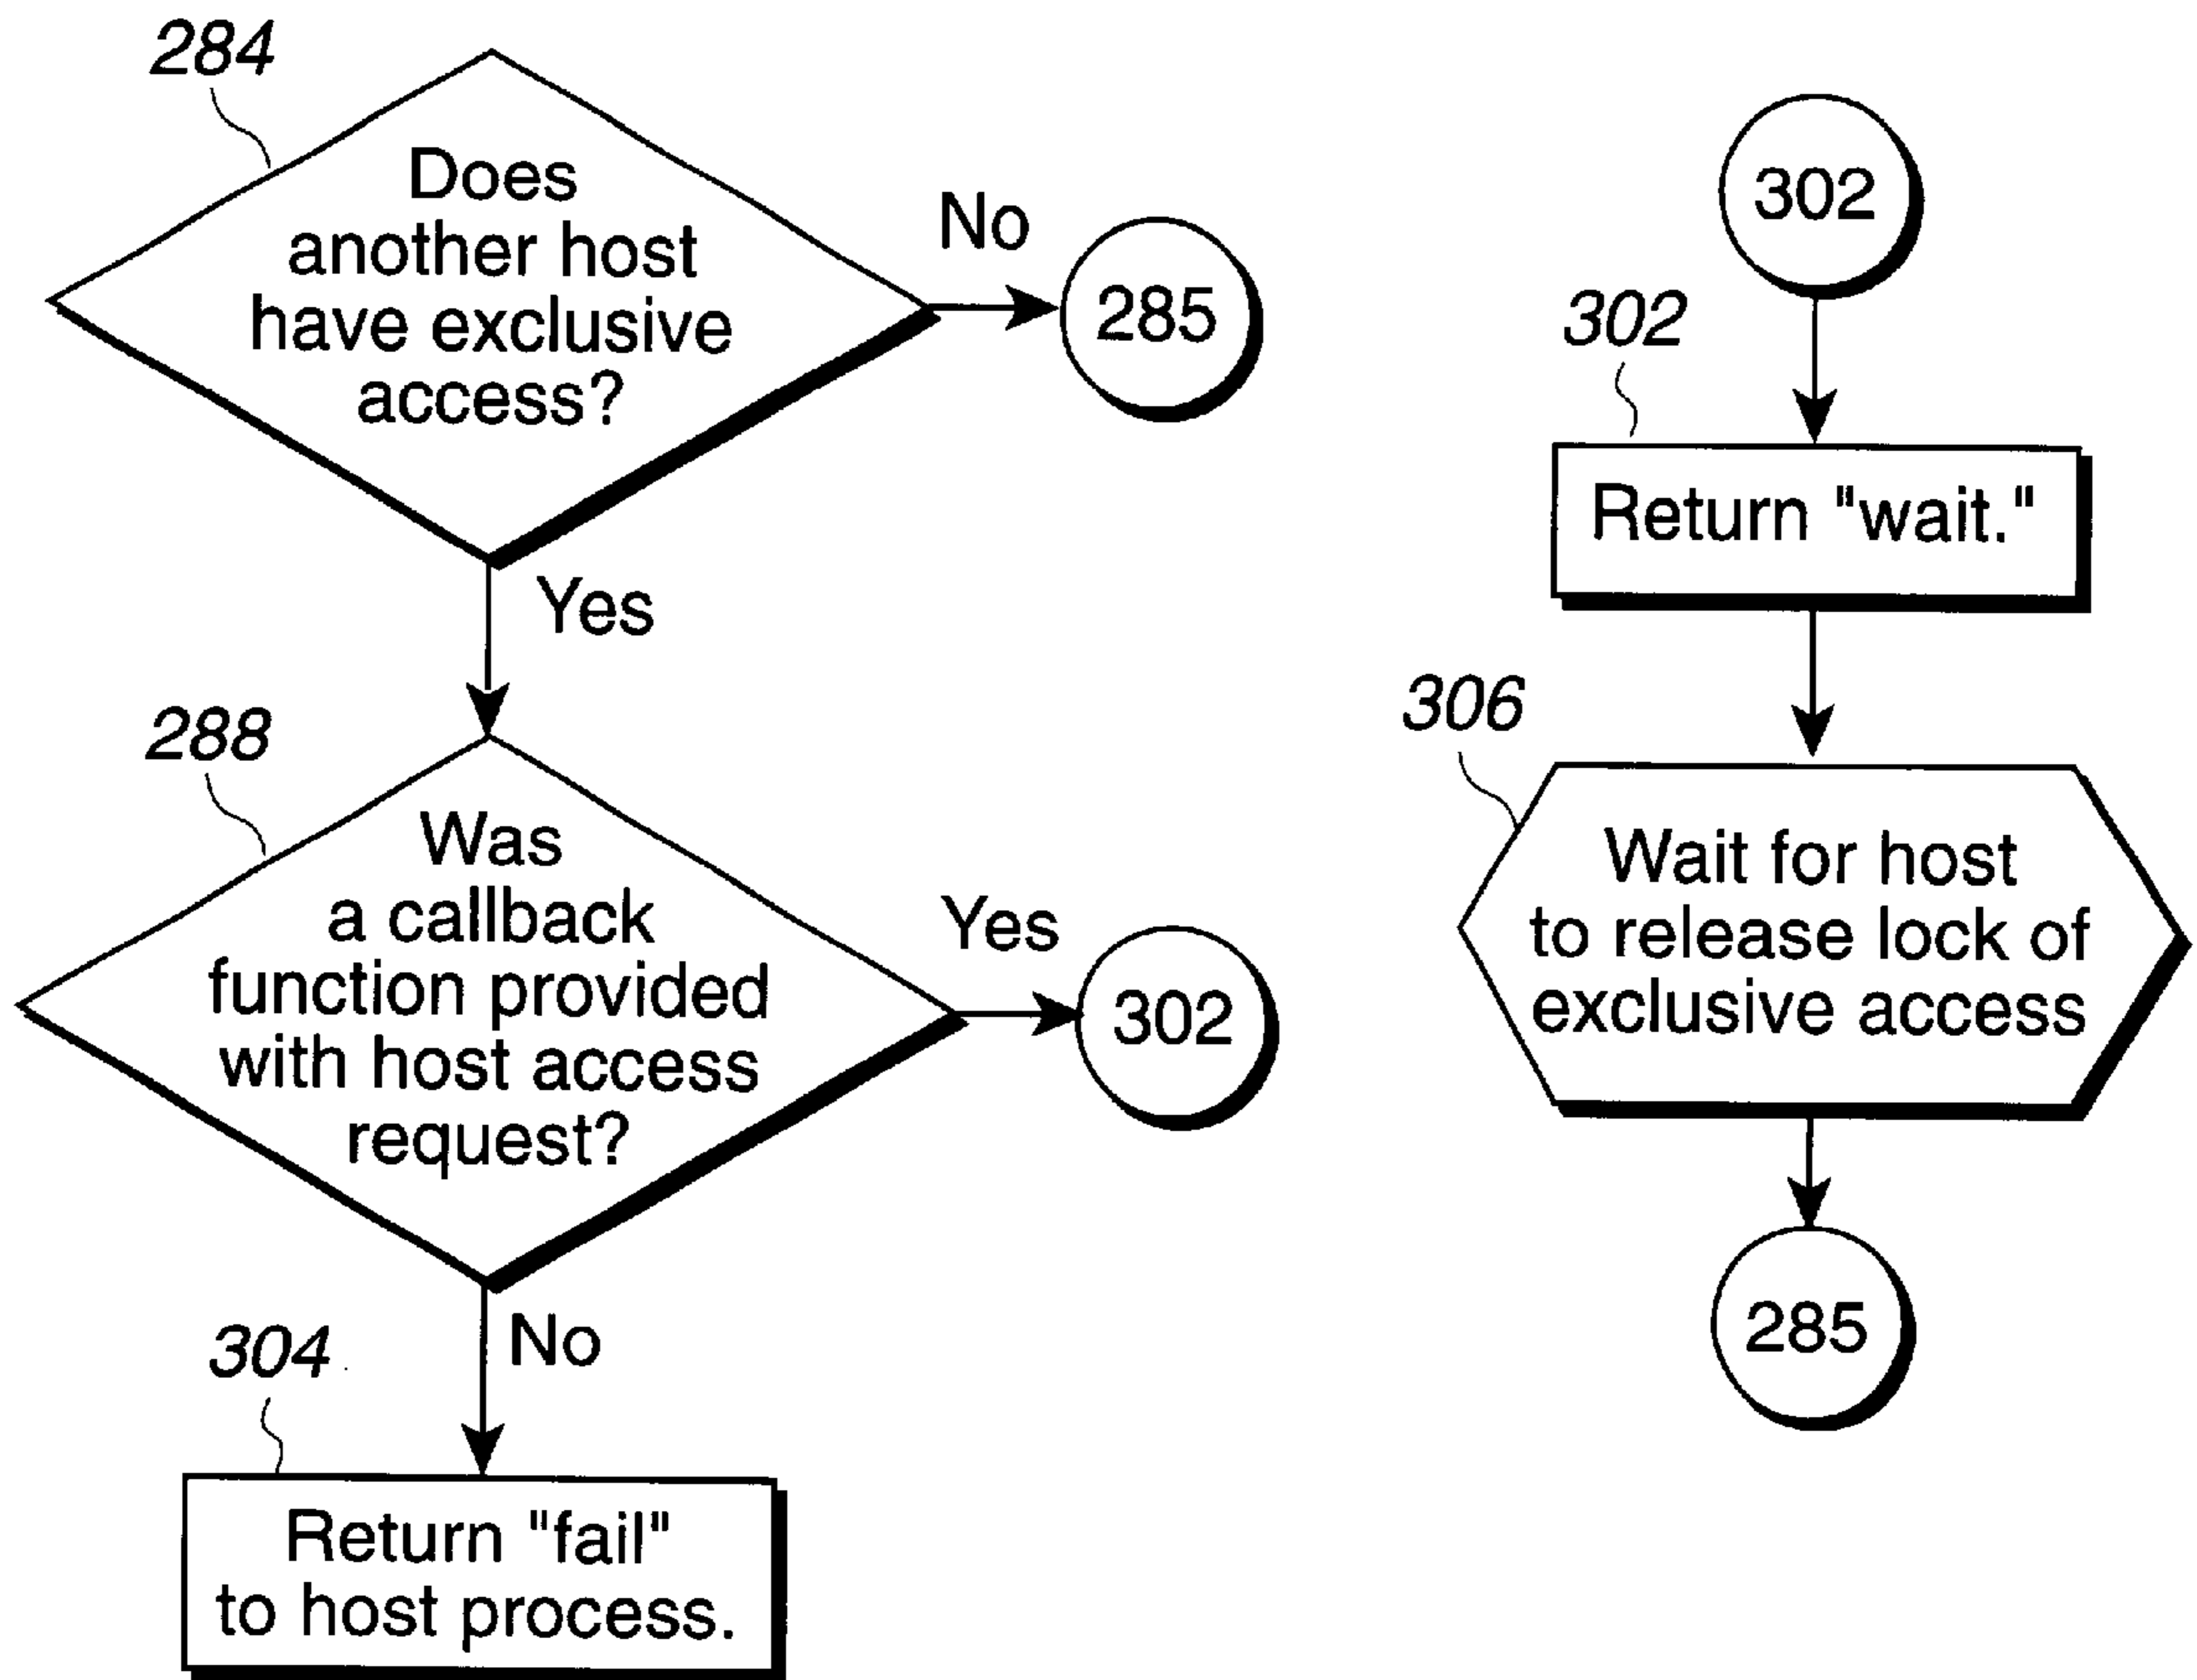 284
Does
another host
have exclusive
access?
No
285
Yes
288
Was
a callback
function provided
with host access
request?
Yes
302
No
304
Return "fail"
to host process.
302
302
Return "wait."
306
Wait for host
to release lock of
exclusive access
285